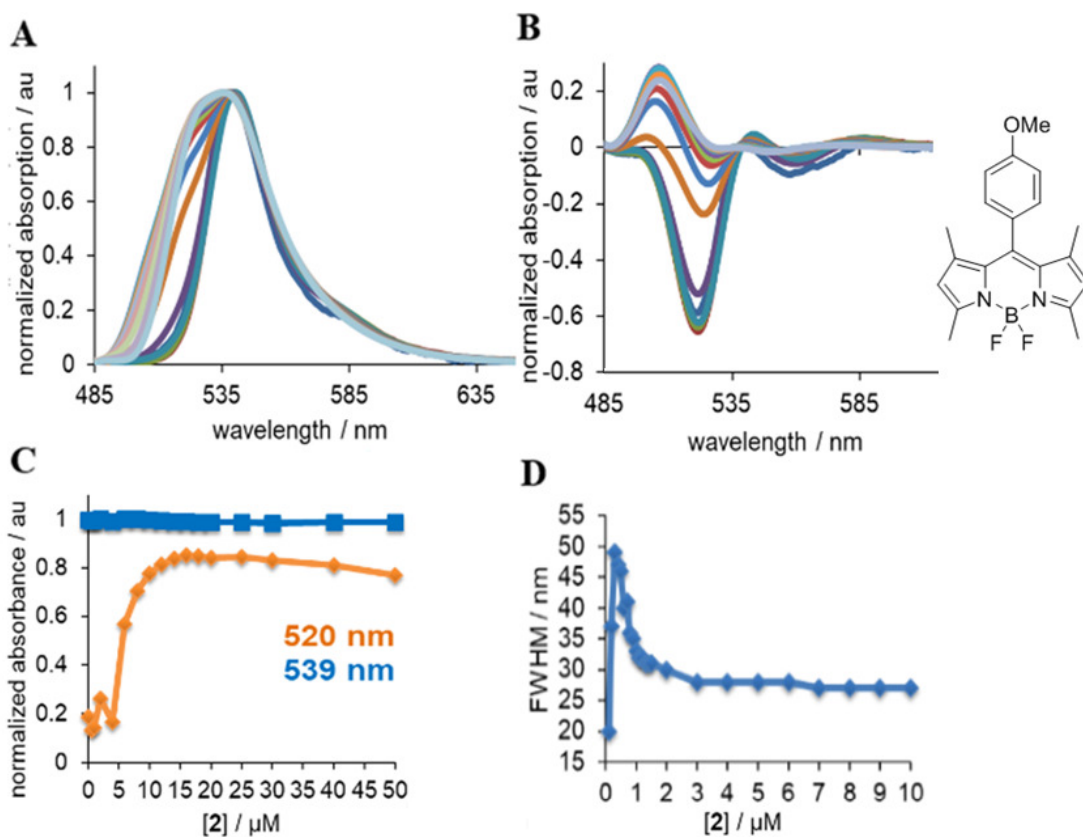 A
normalized absorption / au
1
0.8
0.6
0.4
0.2
0
485
535
585
635
wavelength / nm
B
normalized absorption / au
0.2
0
-0.2
-0.4
-0.6
-0.8
485
535
585
wavelength / nm
OMe
N
B
N
F
F
C
normalized absorbance / au
1
0.8
0.6
0.4
0.2
0
520 nm
539 nm
0 5 10 15 20 25 30 35 40 45 50
[2] / µM
D
FWHM / nm
55
50
45
40
35
30
25
20
15
0 1 2 3 4 5 6 7 8 9 10
[2] / µM